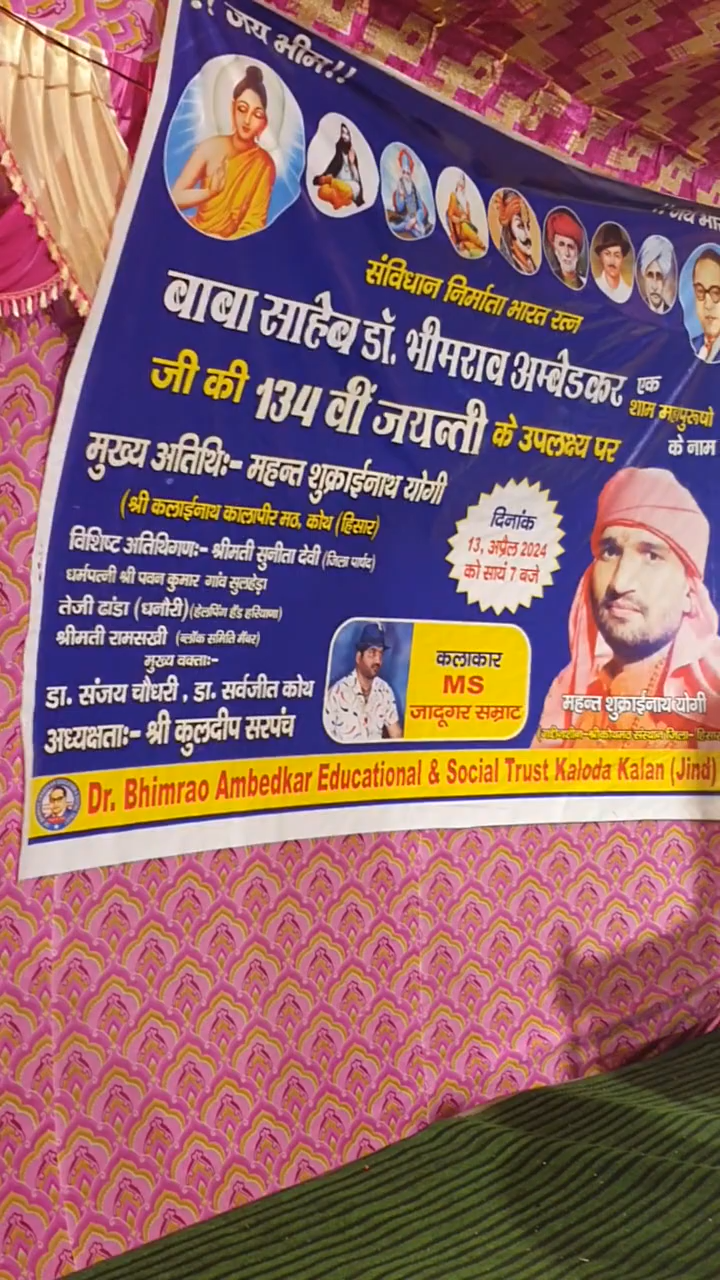 !! जय भीम!!
!! जय भा
संविधान निर्माता भारत रत्न
बाबा साहेब डॉ. भीमराव अम्बेडकर
जी की 134 वीं जयन्ती के उपलक्ष्य पर
एक
शाम महापुरूषो
के नाम
मुख्य अतिथि:- महन्त शुक्राईनाथ योगी
(श्री कलाईनाथ कालापीर मठ, कोथ (हिसार)
विशिष्ट अतिथिगण:- श्रीमती सुनीता देवी (जिला पार्षद)
धर्मपत्नी श्री पवन कुमार गांव सुलहेड़ा
तेजी ढांडा (धनौरी) (हेलपिंग हैंड हरियाणा)
श्रीमती रामसखी (ब्लॉक समिति मैंबर)
मुख्य वक्ता:-
डा. संजय चौधरी , डा. सर्वजीत कोथ
अध्यक्षता:- श्री कुलदीप सरपंच
दिनांक
13, अप्रैल 2024
को सायं 7 बजे
कलाकार
MS
जादूगर सम्राट
महन्त शुक्राईनाथ योगी
Dr. Bhimrao Ambedkar Educational & Social Trust Kaloda Kalan (Jind)